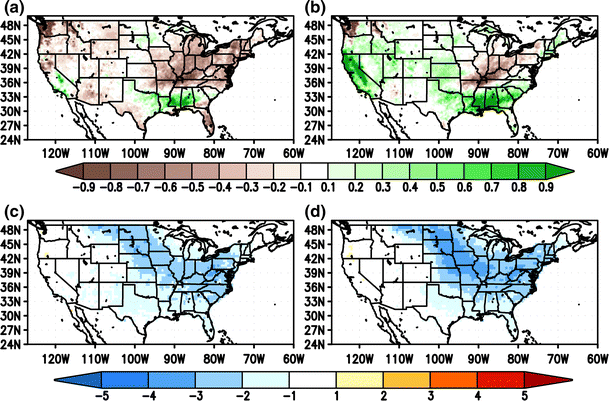 (a) (b)
48N 48N
45N 45N
42N 42N
39N 39N
36N 36N
33N 33N
30N 30N
27N 27N
24N 24N
120W 110W 100W 90W 80W 70W 60W 120W 110W 100W 90W 80W 70W 60W
−0.9 −0.8 −0.7 −0.6 −0.5 −0.4 −0.3 −0.2 −0.1 0.1 0.2 0.3 0.4 0.5 0.6 0.7 0.8 0.9
(c) (d)
48N 48N
45N 45N
42N 42N
39N 39N
36N 36N
33N 33N
30N 30N
27N 27N
24N 24N
120W 110W 100W 90W 80W 70W 60W 120W 110W 100W 90W 80W 70W 60W
−5 −4 −3 −2 −1 1 2 3 4 5